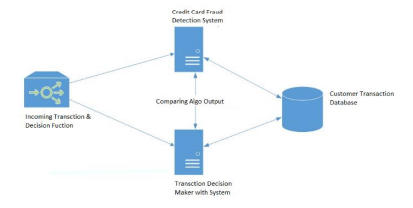 Credit Card Fraud
Detection System
Comparing Algo Output
Customer Transaction
Database
Incoming Transction &
Decision Fuction
Transction Decision
Maker with System